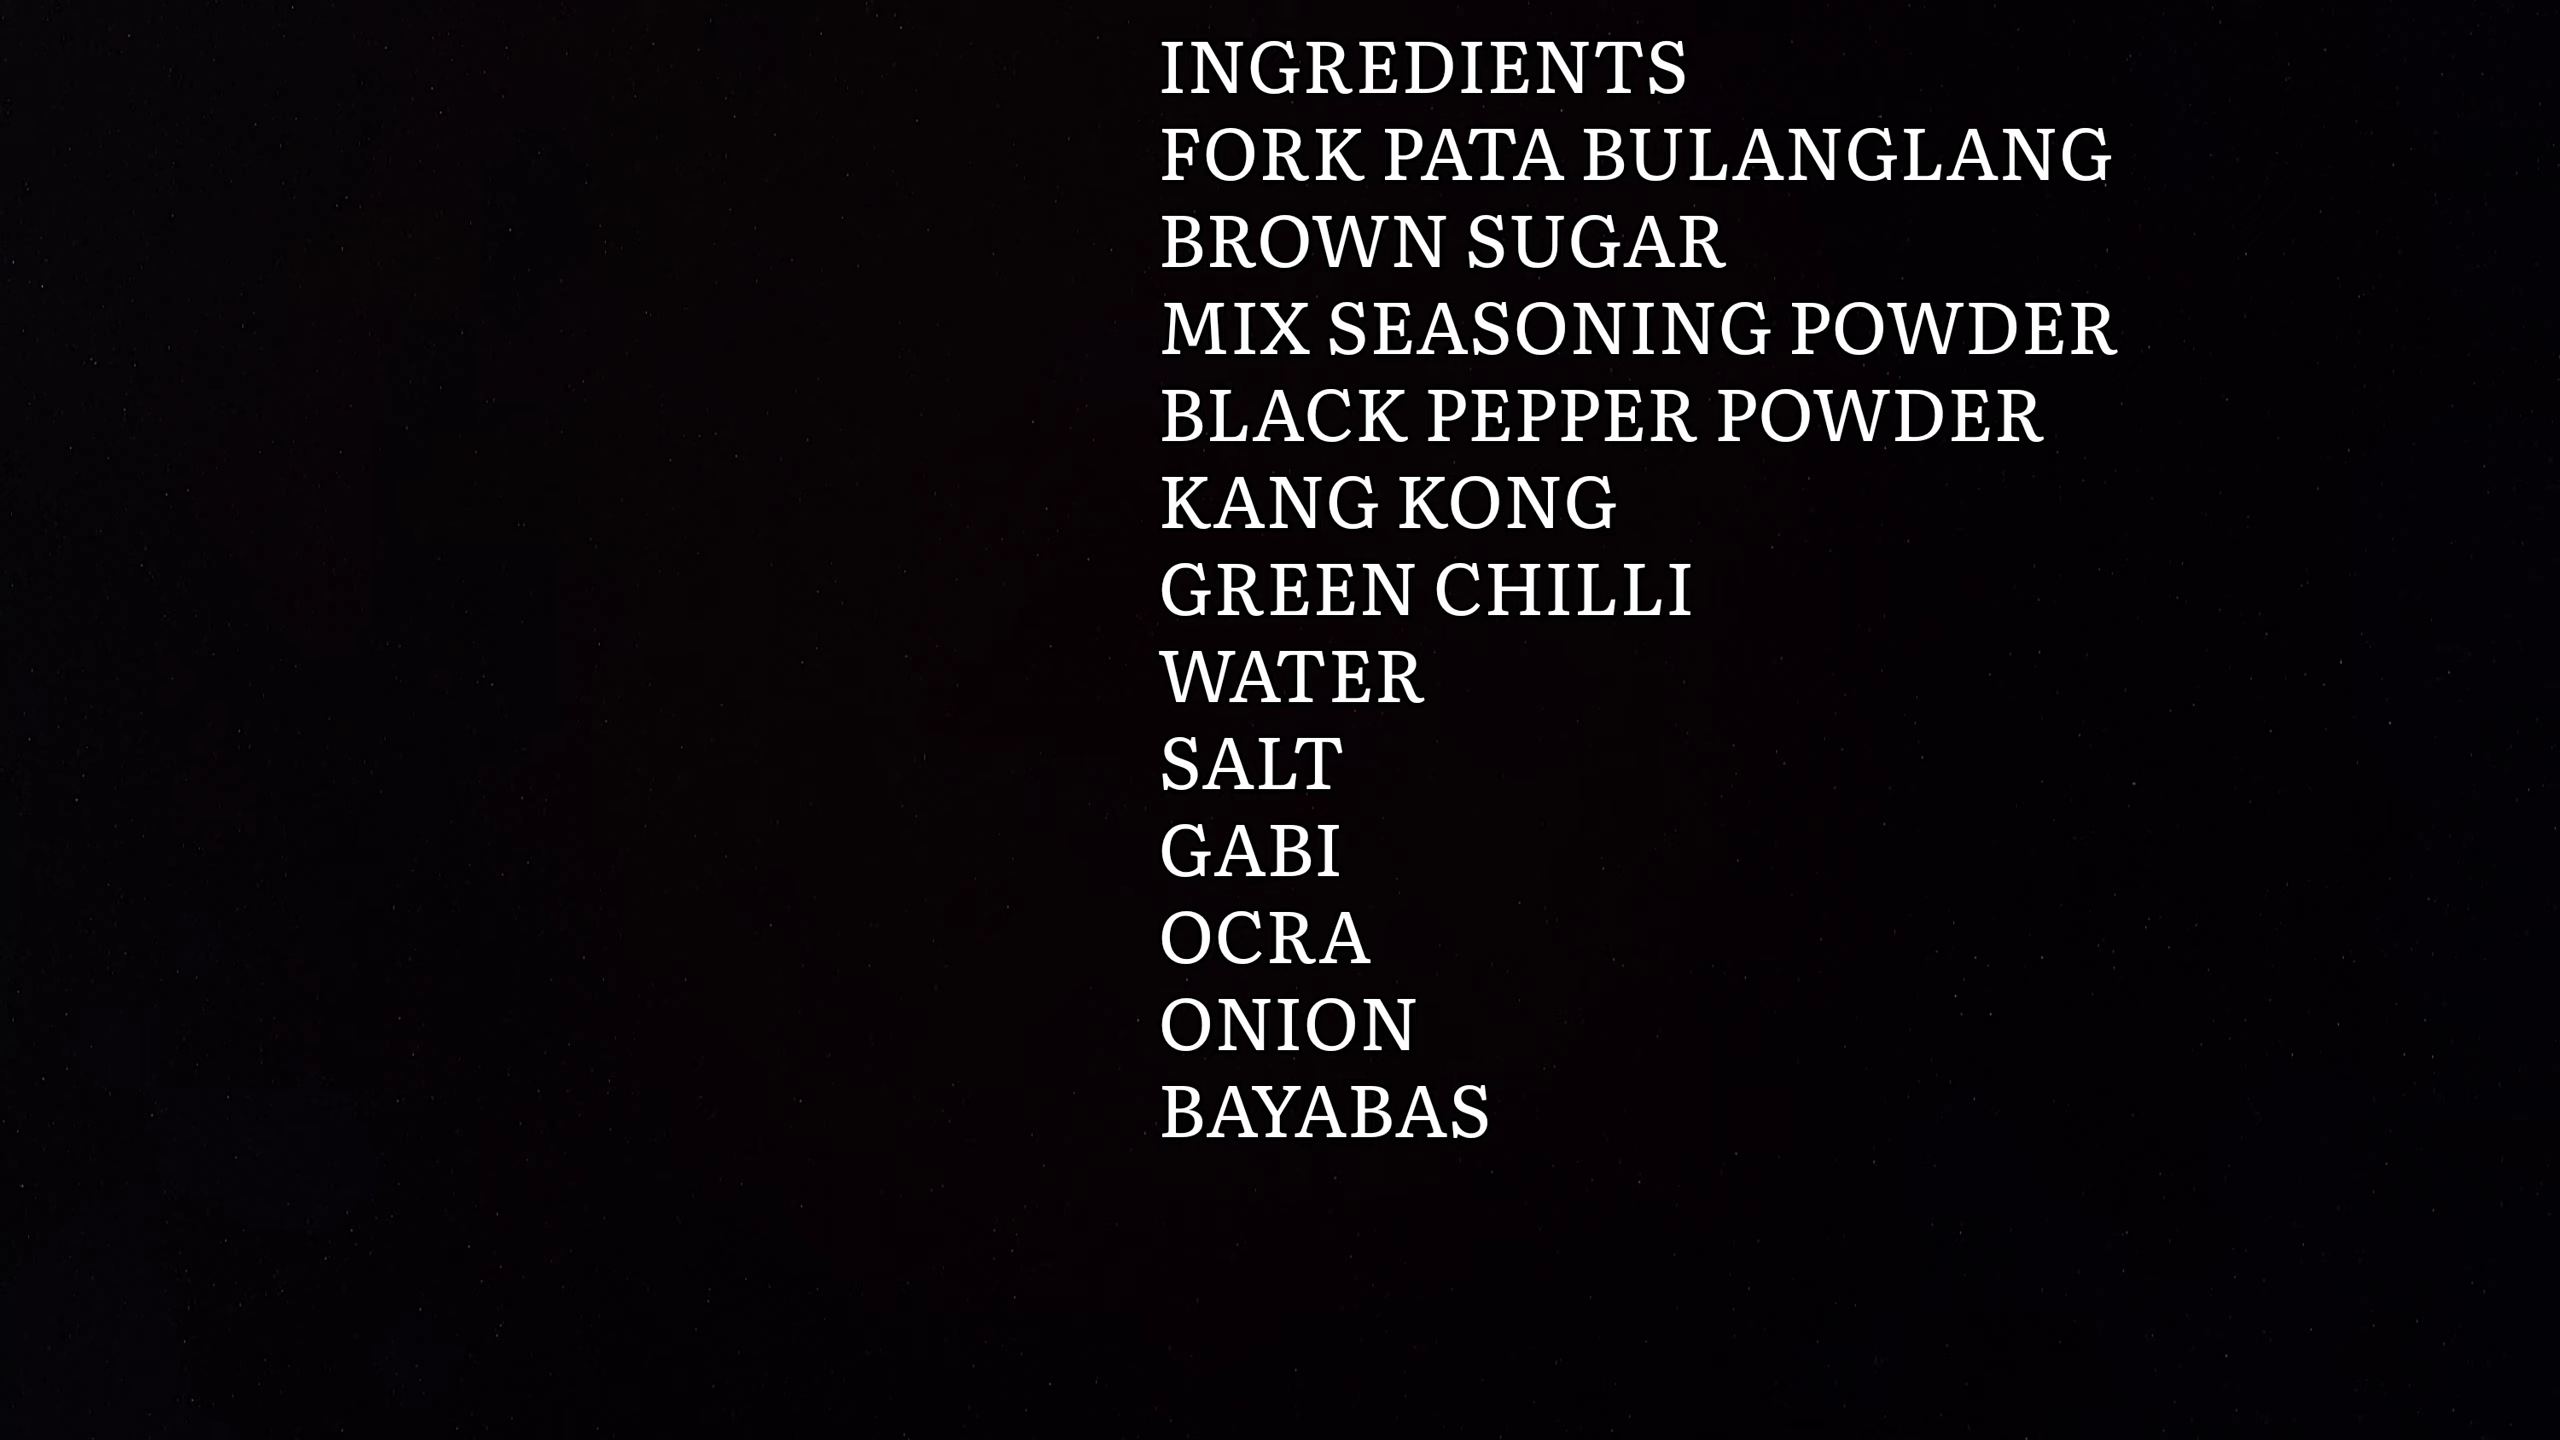 INGREDIENTS
FORK PATA BULANGLANG
BROWN SUGAR
MIX SEASONING POWDER
BLACK PEPPER POWDER
KANG KONG
GREEN CHILLI
WATER
SALT
GABI
OCRA
ONION
BAYABAS